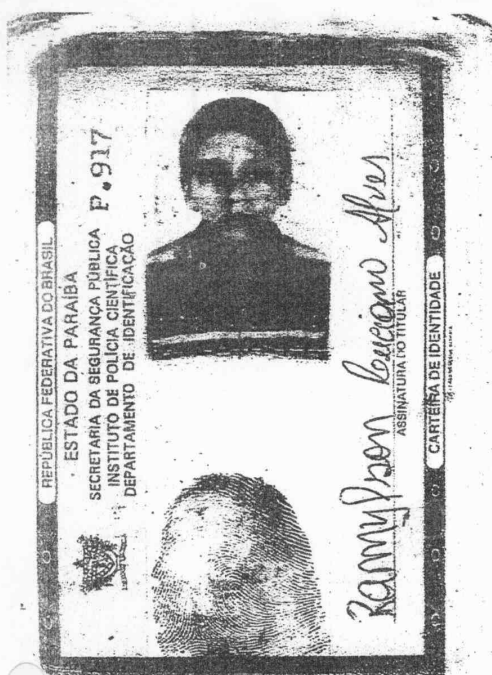 REPÚBLICA FEDERATIVA DO BRASIL
ESTADO DA PARAÍBA
SECRETARIA DA SEGURANÇA PÚBLICA
INSTITUTO DE POLÍCIA CIENTÍFICA
DEPARTAMENTO DE IDENTIFICAÇÃO
P.917
Luciano Alves
ASSINATURA DO TITULAR
CARTEIRA DE IDENTIDADE